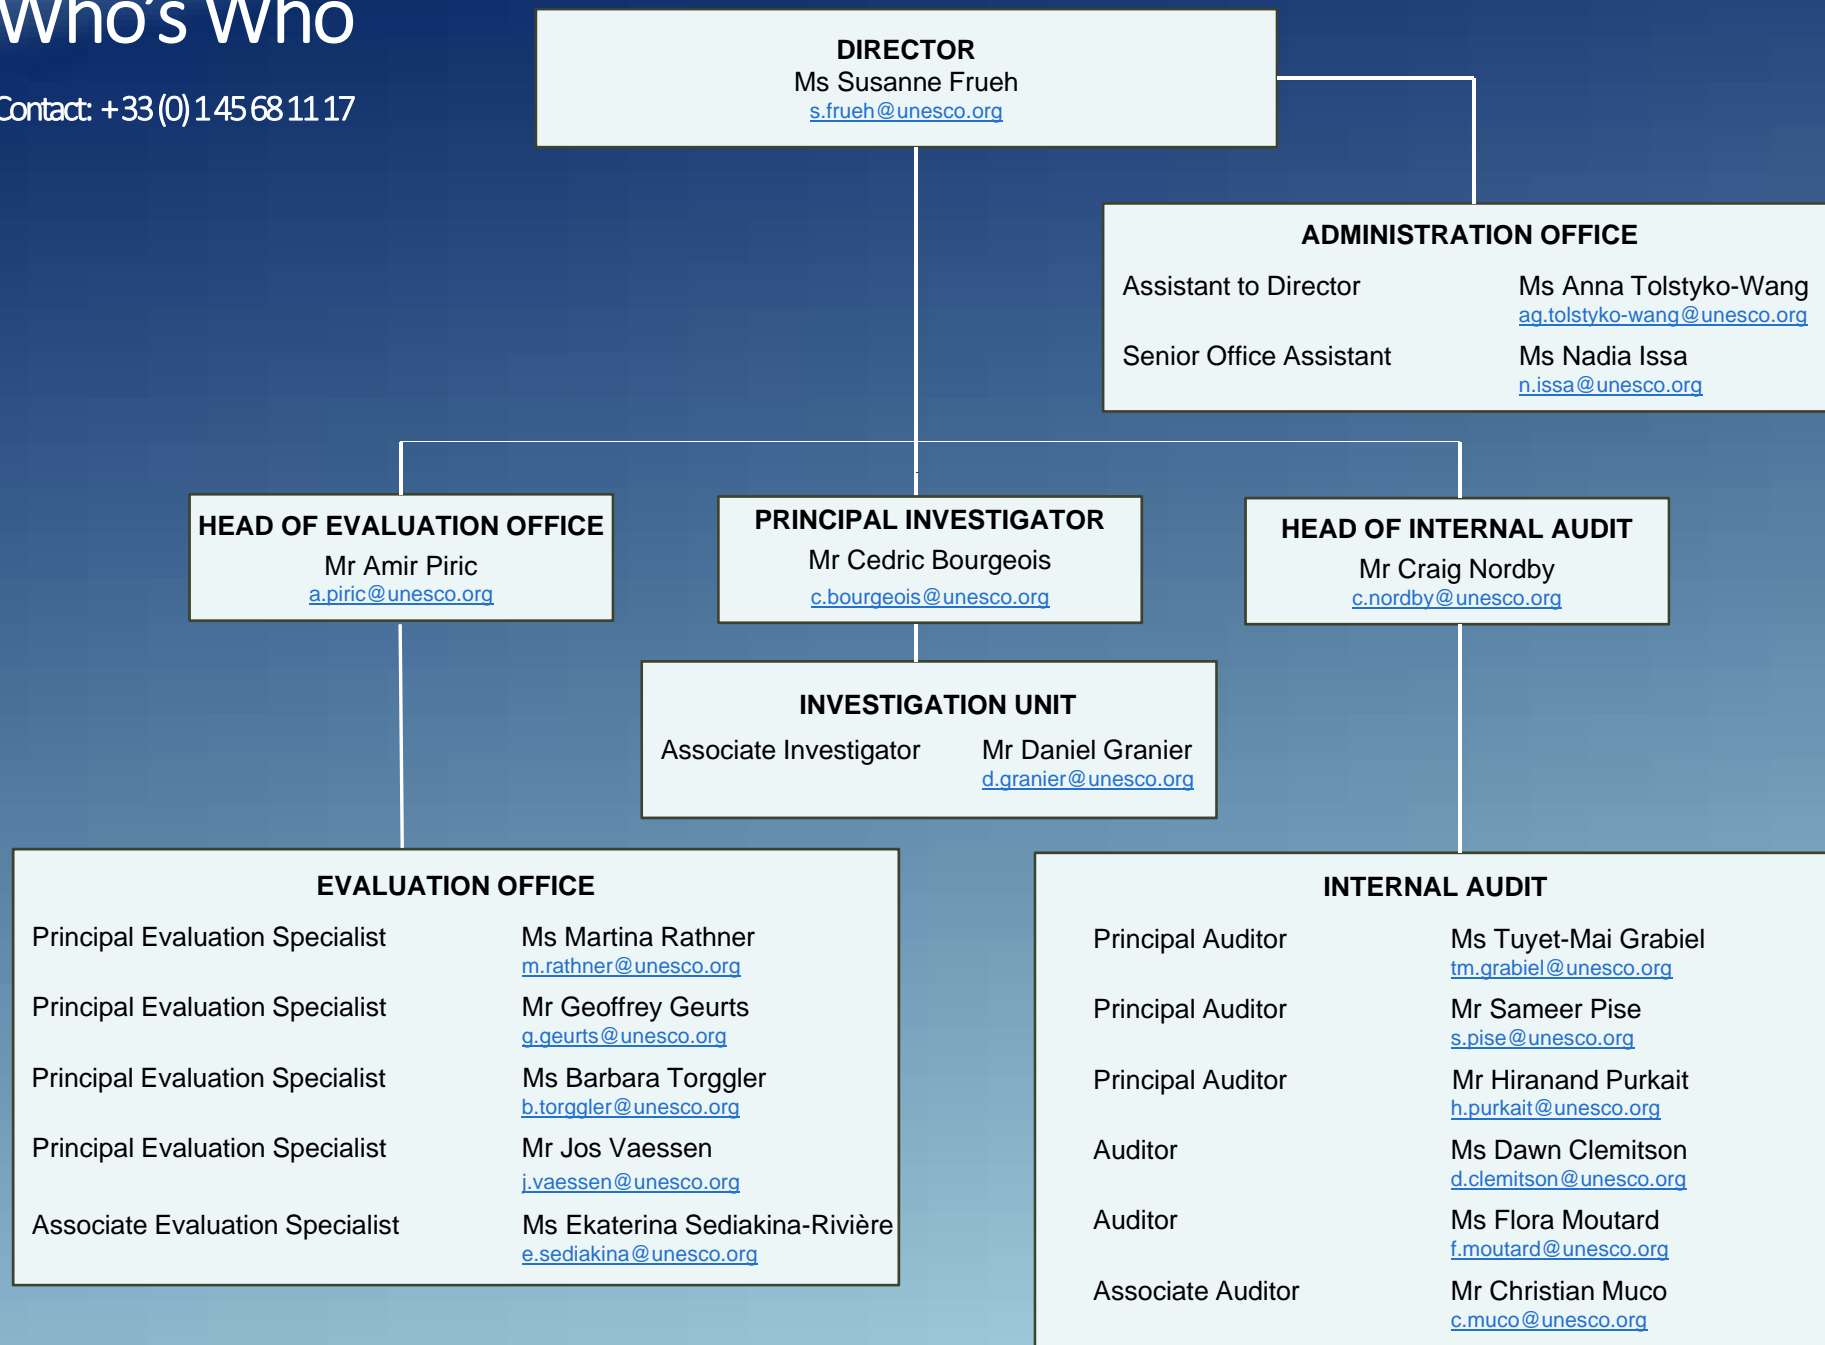 Who's Who
Contact: +33 (0) 1 45 68 11 17
DIRECTOR
Ms Susanne Frueh
s.frueh@unesco.org
ADMINISTRATION OFFICE
Assistant to Director Ms Anna Tolstyko-Wang
ag.tolstyko-wang@unesco.org
Senior Office Assistant Ms Nadia Issa
n.issa@unesco.org
HEAD OF EVALUATION OFFICE
Mr Amir Piric
a.piric@unesco.org
PRINCIPAL INVESTIGATOR
Mr Cedric Bourgeois
c.bourgeois@unesco.org
HEAD OF INTERNAL AUDIT
Mr Craig Nordby
c.nordby@unesco.org
INVESTIGATION UNIT
Associate Investigator Mr Daniel Granier
d.granier@unesco.org
EVALUATION OFFICE
Principal Evaluation Specialist Ms Martina Rathner
m.rathner@unesco.org
Principal Evaluation Specialist Mr Geoffrey Geurts
g.geurts@unesco.org
Principal Evaluation Specialist Ms Barbara Torggler
b.torggler@unesco.org
Principal Evaluation Specialist Mr Jos Vaessen
j.vaessen@unesco.org
Associate Evaluation Specialist Ms Ekaterina Sediakina-Rivière
e.sediakina@unesco.org
INTERNAL AUDIT
Principal Auditor Ms Tuyet-Mai Grabiel
tm.grabiel@unesco.org
Principal Auditor Mr Sameer Pise
s.pise@unesco.org
Principal Auditor Mr Hiranand Purkait
h.purkait@unesco.org
Auditor Ms Dawn Clemitson
d.clemitson@unesco.org
Auditor Ms Flora Moutard
f.moutard@unesco.org
Associate Auditor Mr Christian Muco
c.muco@unesco.org